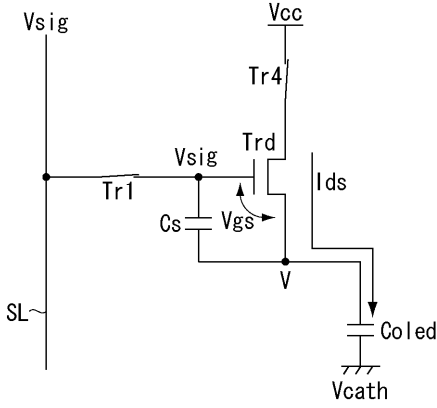 Vsig
Vcc
Tr4
Trd
Vsig
Ids
Tr1
Cs
Vgs
V
SL
Coled
Vcath